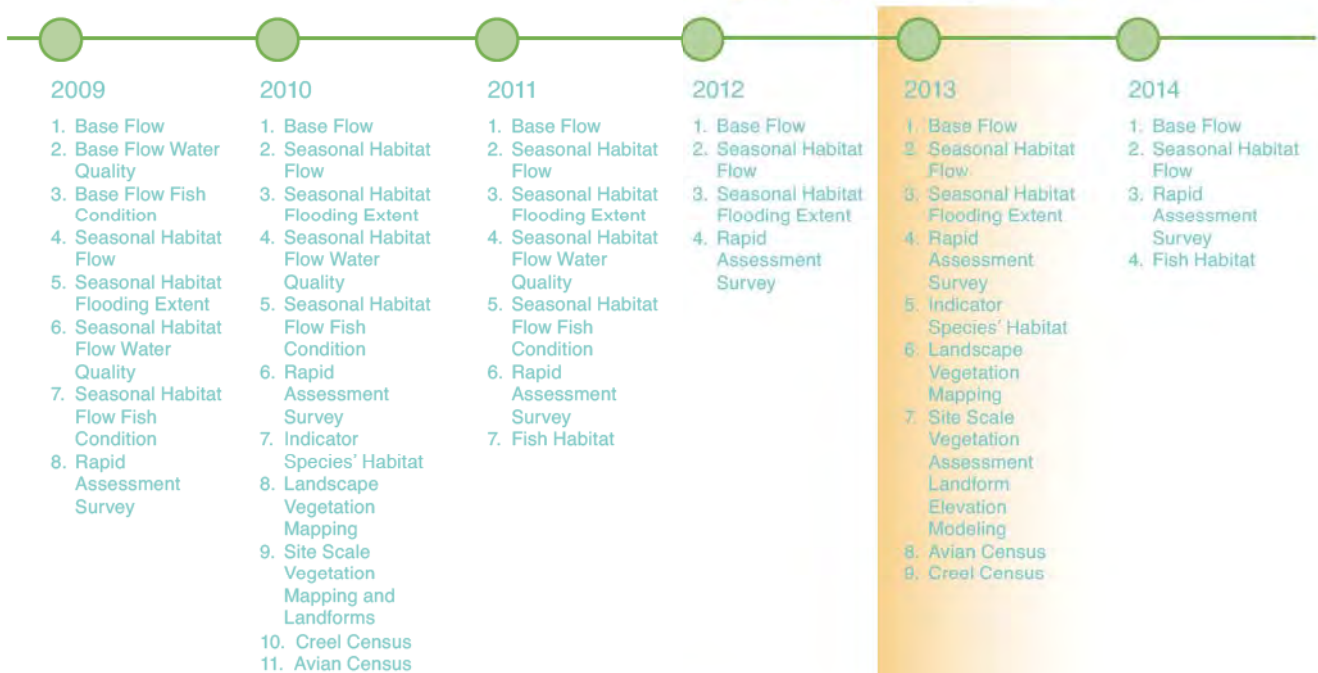 2009
1. Base Flow
2. Base Flow Water
Quality
3. Base Flow Fish
Condition
4. Seasonal Habitat
Flow
5. Seasonal Habitat
Flooding Extent
6. Seasonal Habitat
Flow Water
Quality
7. Seasonal Habitat
Flow Fish
Condition
8. Rapid
Assessment
Survey
2010
1. Base Flow
2. Seasonal Habitat
Flow
3. Seasonal Habitat
Flooding Extent
4. Seasonal Habitat
Flow Water
Quality
5. Seasonal Habitat
Flow Fish
Condition
6. Rapid
Assessment
Survey
7. Indicator
Species' Habitat
8. Landscape
Vegetation
Mapping
9. Site Scale
Vegetation
Mapping and
Landforms
10. Creel Census
11. Avian Census
2011
1. Base Flow
2. Seasonal Habitat
Flow
3. Seasonal Habitat
Flooding Extent
4. Seasonal Habitat
Flow Water
Quality
5. Seasonal Habitat
Flow Fish
Condition
6. Rapid
Assessment
Survey
7. Fish Habitat
2012
1. Base Flow
2. Seasonal Habitat
Flow
3. Seasonal Habitat
Flooding Extent
4. Rapid
Assessment
Survey
2013
1. Base Flow
2. Seasonal Habitat
Flow
3. Seasonal Habitat
Flooding Extent
4. Rapid
Assessment
Survey
5. Indicator
Species' Habitat
6. Landscape
Vegetation
Mapping
7. Site Scale
Vegetation
Assessment
Landform
Elevation
Modeling
8. Avian Census
9. Creel Census
2014
1. Base Flow
2. Seasonal Habitat
Flow
3. Rapid
Assessment
Survey
4. Fish Habitat